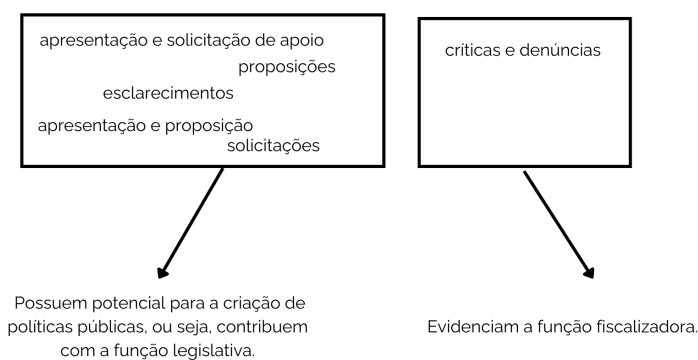 apresentação e solicitação de apoio
proposições
esclarecimentos
apresentação e proposição
solicitações
críticas e denúncias
Possuem potencial para a criação de
políticas públicas, ou seja, contribuem
com a função legislativa.
Evidenciam a função fiscalizadora.